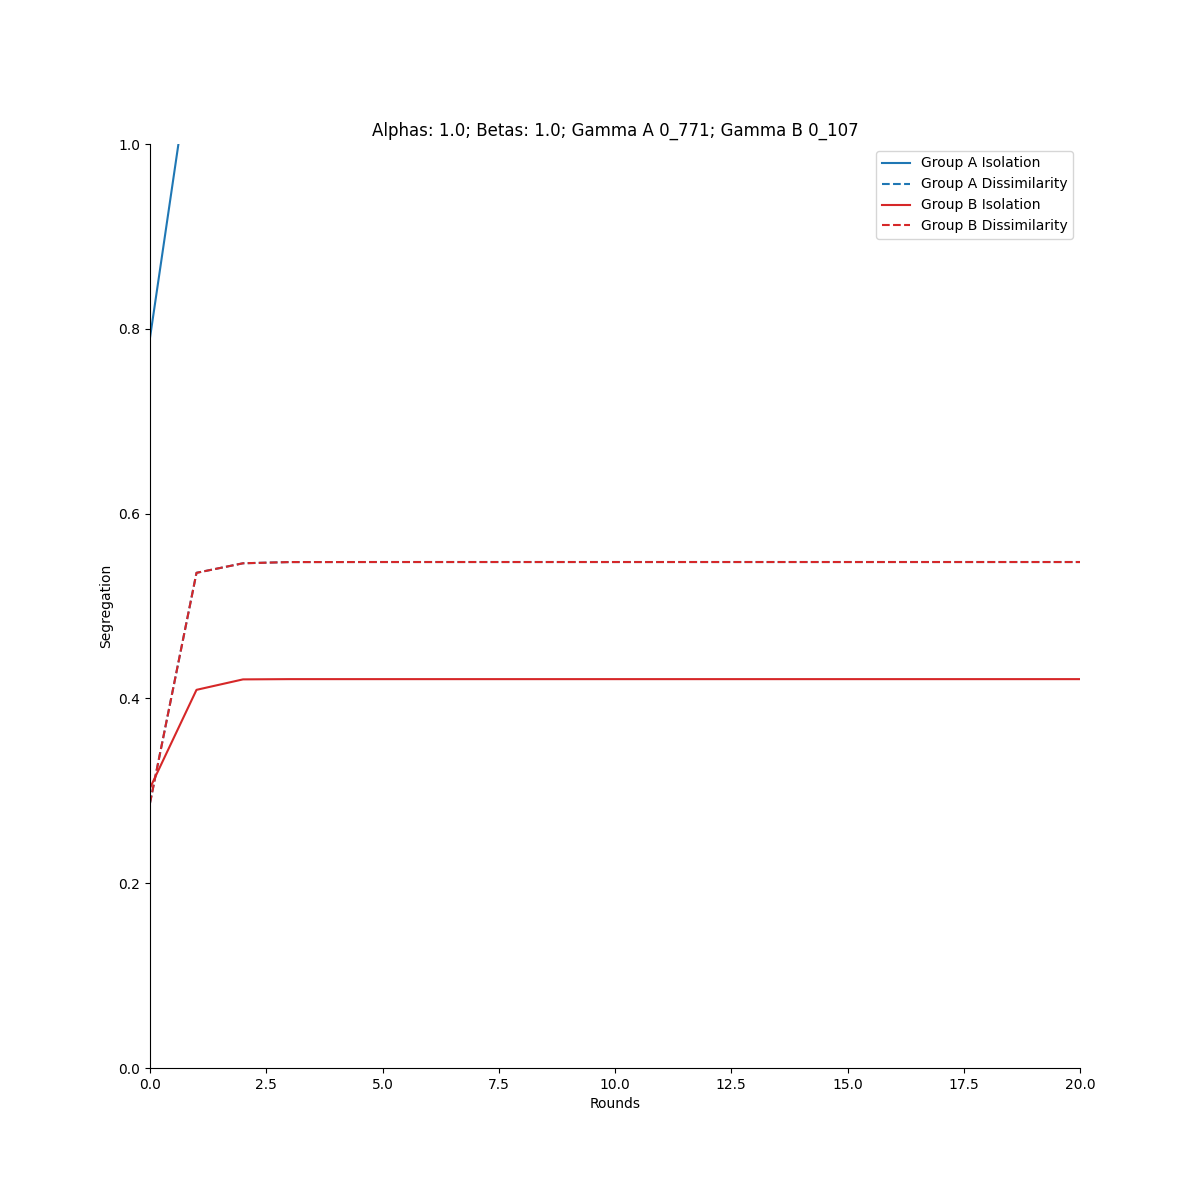 Alphas: 1.0; Betas: 1.0; Gamma A 0_771; Gamma B 0_107
1.0
0.8
0.6
0.4
0.2
0.0
Segregation
Group A Isolation
Group A Dissimilarity
Group B Isolation
Group B Dissimilarity
0.0 2.5 5.0 7.5 10.0 12.5 15.0 17.5 20.0
Rounds